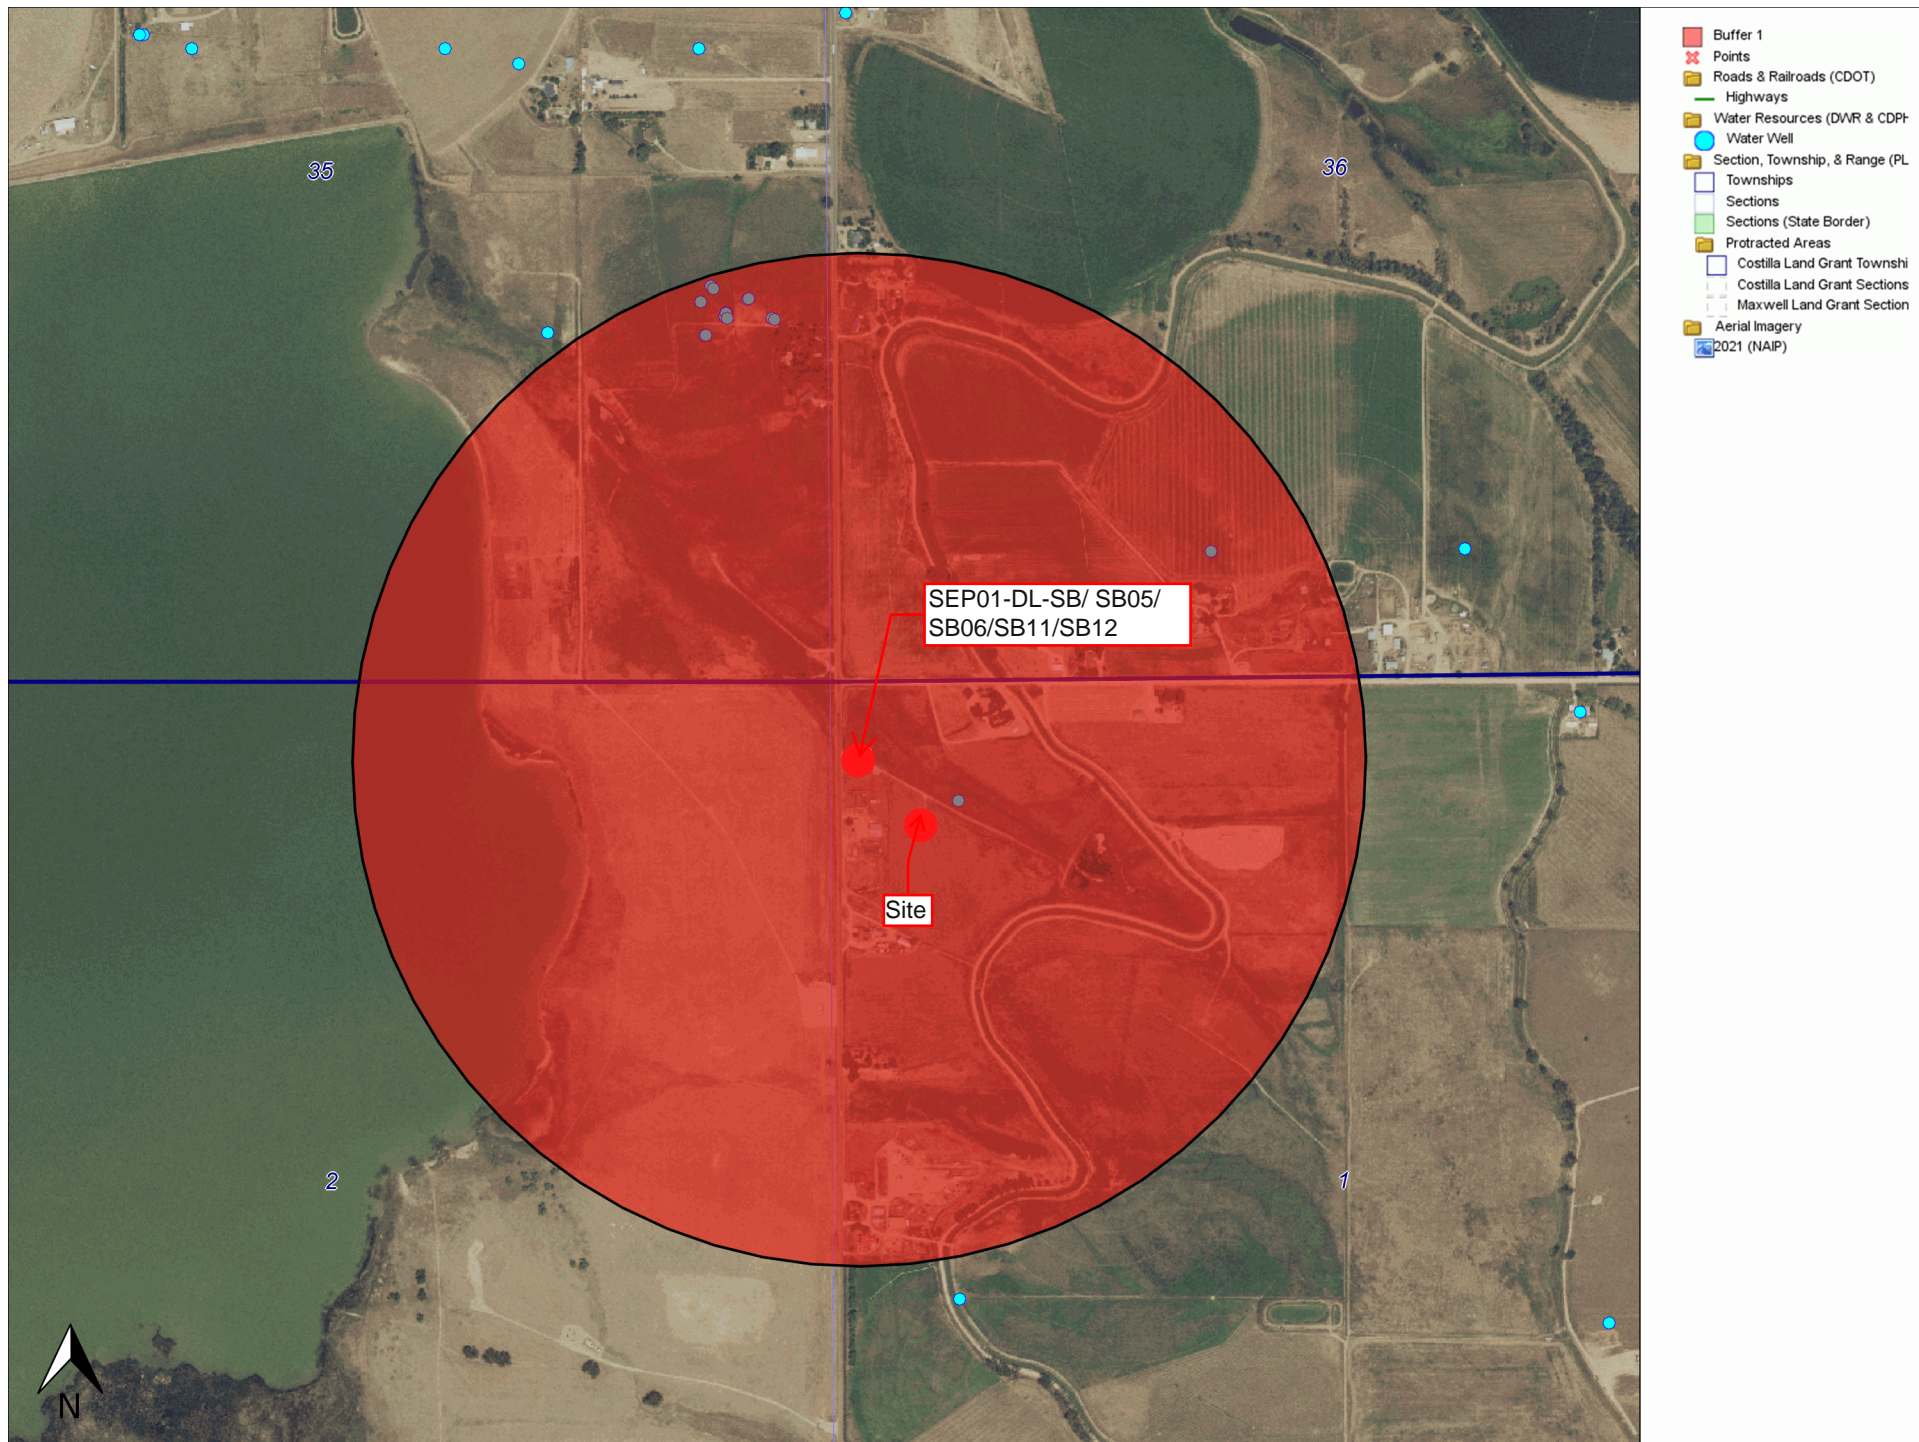 35
36
SEP01-DL-SB/ SB05/
SB06/SB11/SB12
Site
2
1
N
Buffer 1
Points
Roads & Railroads (CDOT)
Highways
Water Resources (DWR & CDPH
Water Well
Section, Township, & Range (PL
Townships
Sections
Sections (State Border)
Protracted Areas
Costilla Land Grant Townshi
Costilla Land Grant Sections
Maxwell Land Grant Section
Aerial Imagery
2021 (NAIP)